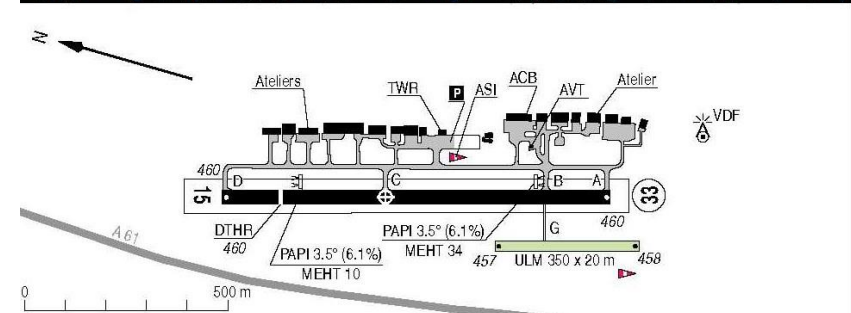 N
Ateliers
TWR
P
ASI
ACB
AVT
Atelier
VDF
460
D
C
B
A
15
33
DTHR
460
PAPI 3.5° (6.1%)
MEHT 10
PAPI 3.5° (6.1%)
MEHT 34
460
G
457
ULM 350 x 20 m
458
A 61
0
500 m